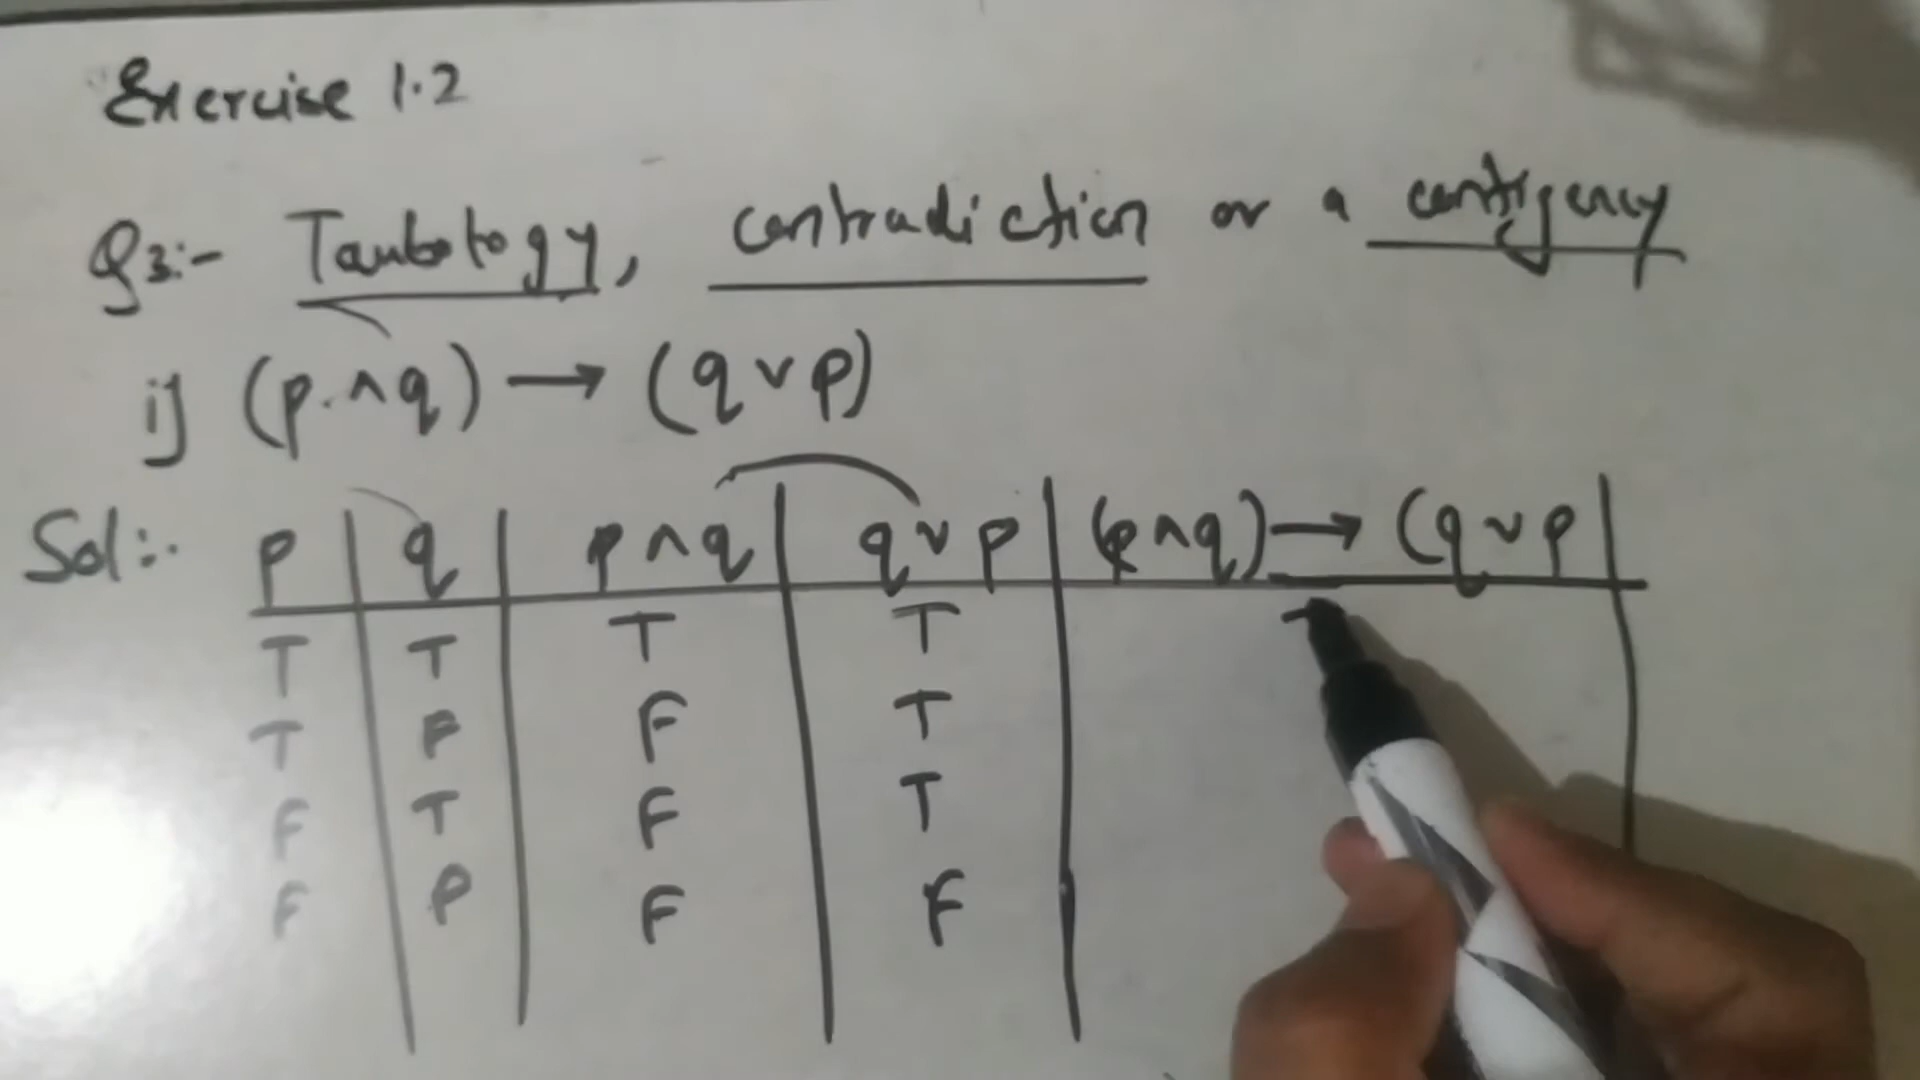 Exercise 1.2
Q3:- Tautology, contradiction or a contigency
i) (p ∧ q) → (q ∨ p)
Sol:- p q p ∧ q q ∨ p (p ∧ q) → (q ∨ p
T T T T T
T F F T
F T F T
F F F F